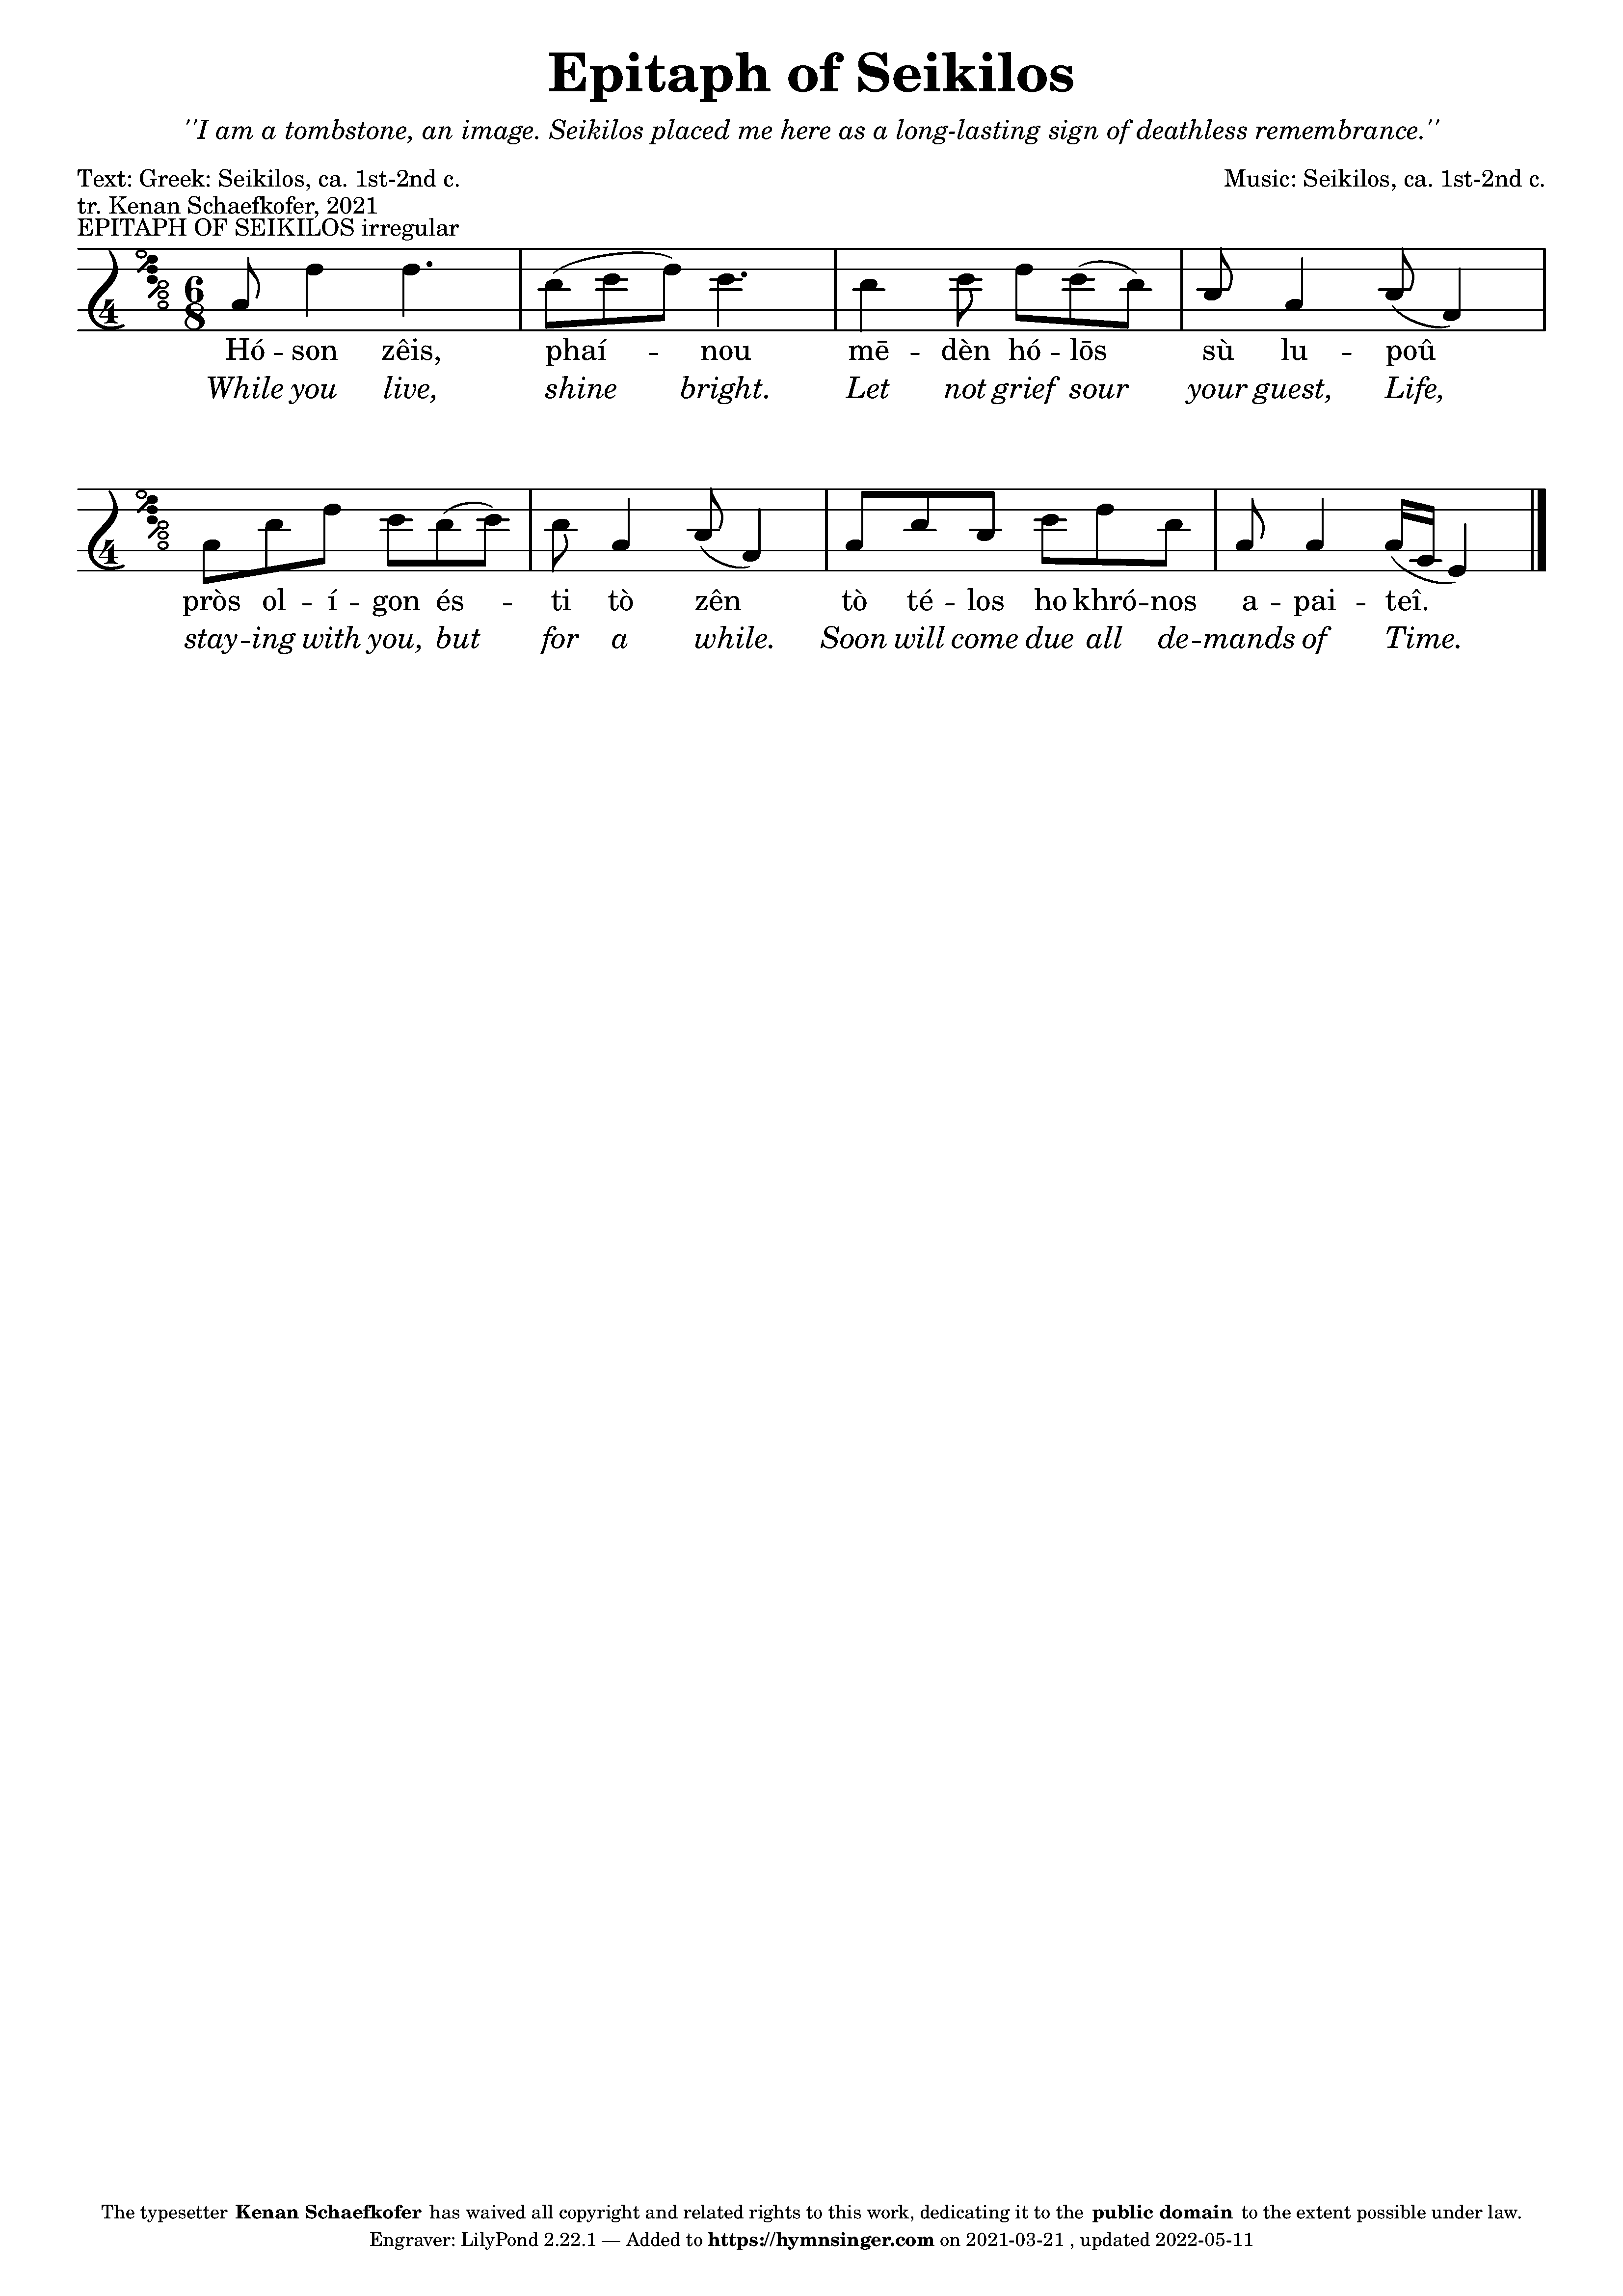 Epitaph of Seikilos
''I am a tombstone, an image. Seikilos placed me here as a long-lasting sign of deathless remembrance.''
Text: Greek: Seikilos, ca. 1st-2nd c. Music: Seikilos, ca. 1st-2nd c.
tr. Kenan Schaefkofer, 2021
EPITAPH OF SEIKILOS irregular
4 6 8
Hó - son zêis, phaí - nou mē - dèn hó - lōs sù lu - poû
While you live, shine bright. Let not grief sour your guest, Life,
4
pròs ol - í - gon és - ti tò zên tò té - los ho khró - nos a - pai - teî.
stay - ing with you, but for a while. Soon will come due all de - mands of Time.
The typesetter Kenan Schaefkofer has waived all copyright and related rights to this work, dedicating it to the public domain to the extent possible under law.
Engraver: LilyPond 2.22.1 — Added to https://hymnsinger.com on 2021-03-21 , updated 2022-05-11